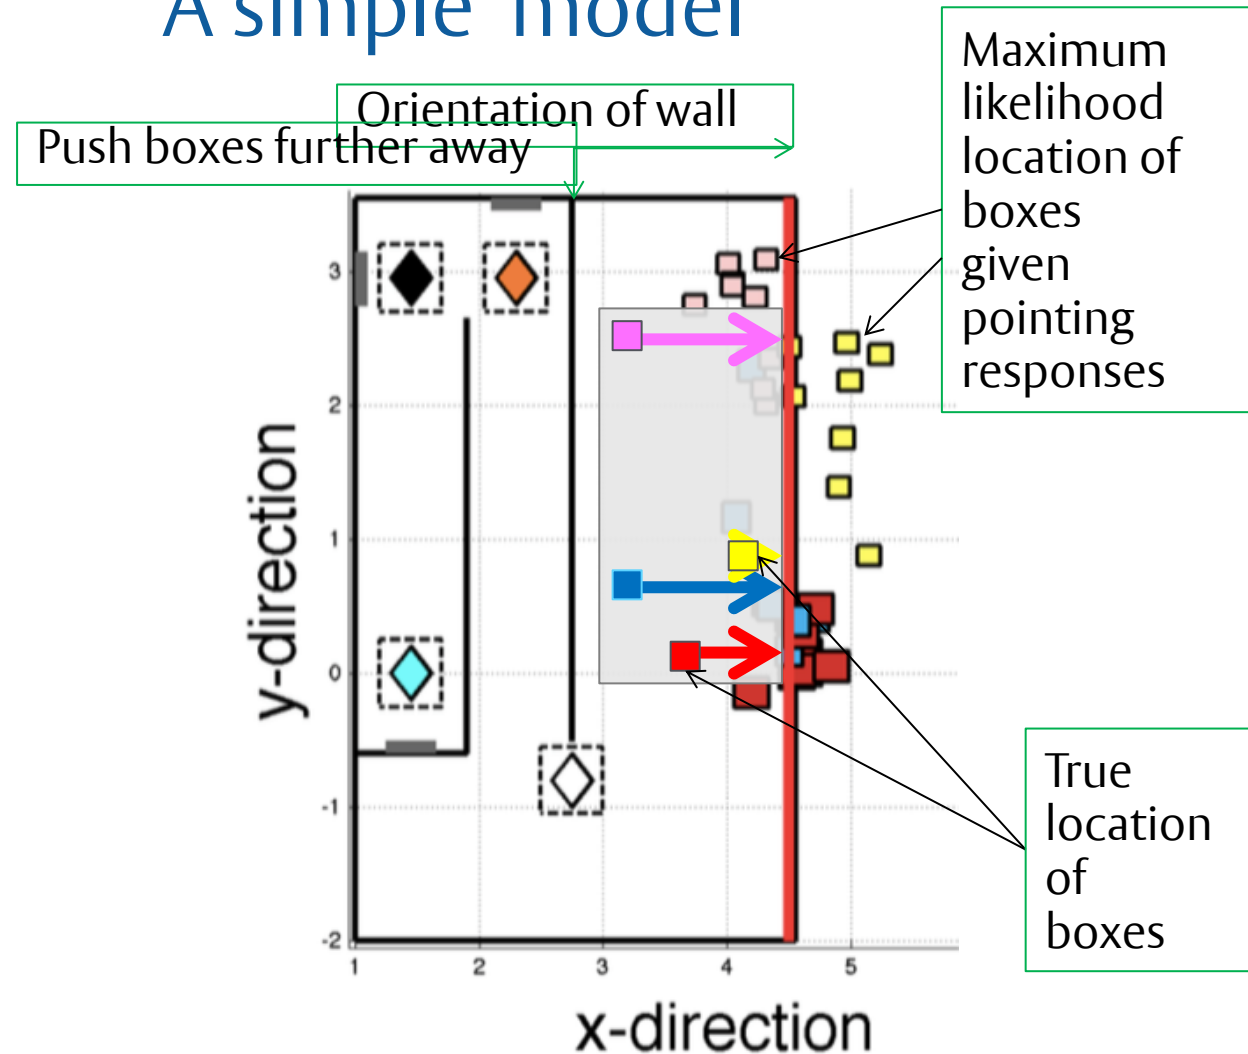 A simple model
Orientation of wall
Push boxes further away
Maximum
likelihood
location of
boxes
given
pointing
responses
3
2
1
0
-1
-2
y-direction
1
2
3
4
5
x-direction
True
location
of
boxes